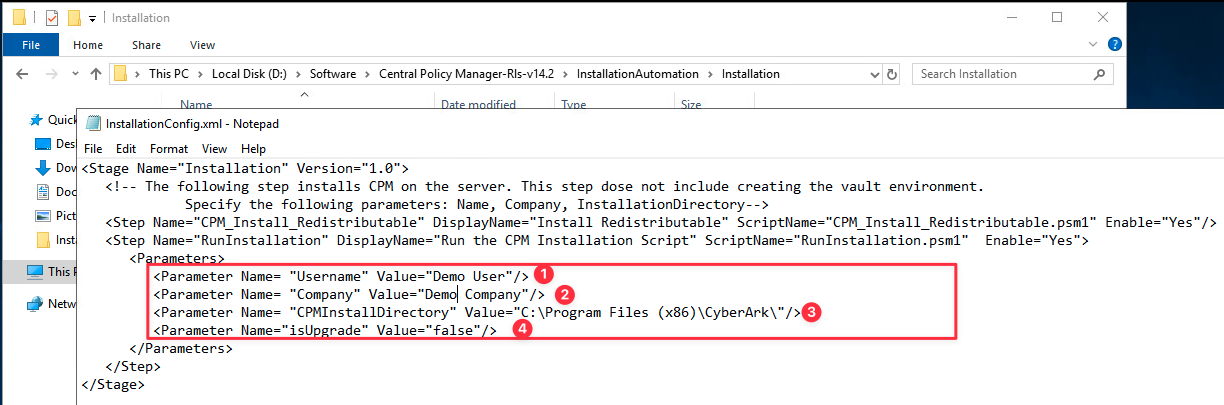 Installation
File
Home
Share
View
This PC
Local Disk (D:)
Software
Central Policy Manager-Rls-v14.2
InstallationAutomation
Installation
Search Installation
Name
Date modified
Type
Size
Quick
Desk
Dow
Doc
Pict
Inst
This P
Netw
InstallationConfig.xml - Notepad
File Edit Format View Help
<Stage Name="Installation" Version="1.0">
<!-- The following step installs CPM on the server. This step dose not include creating the vault environment.
Specify the following parameters: Name, Company, InstallationDirectory-->
<Step Name="CPM_Install_Redistributable" DisplayName="Install Redistributable" ScriptName="CPM_Install_Redistributable.psm1" Enable="Yes"/>
<Step Name="RunInstallation" DisplayName="Run the CPM Installation Script" ScriptName="RunInstallation.psm1"  Enable="Yes">
<Parameters>
<Parameter Name= "Username" Value="Demo User"/> 1
<Parameter Name= "Company" Value="Demo Company"/> 2
<Parameter Name= "CPMInstallDirectory" Value="C:\Program Files (x86)\CyberArk\"/> 3
<Parameter Name="isUpgrade" Value="false"/> 4
</Parameters>
</Step>
</Stage>